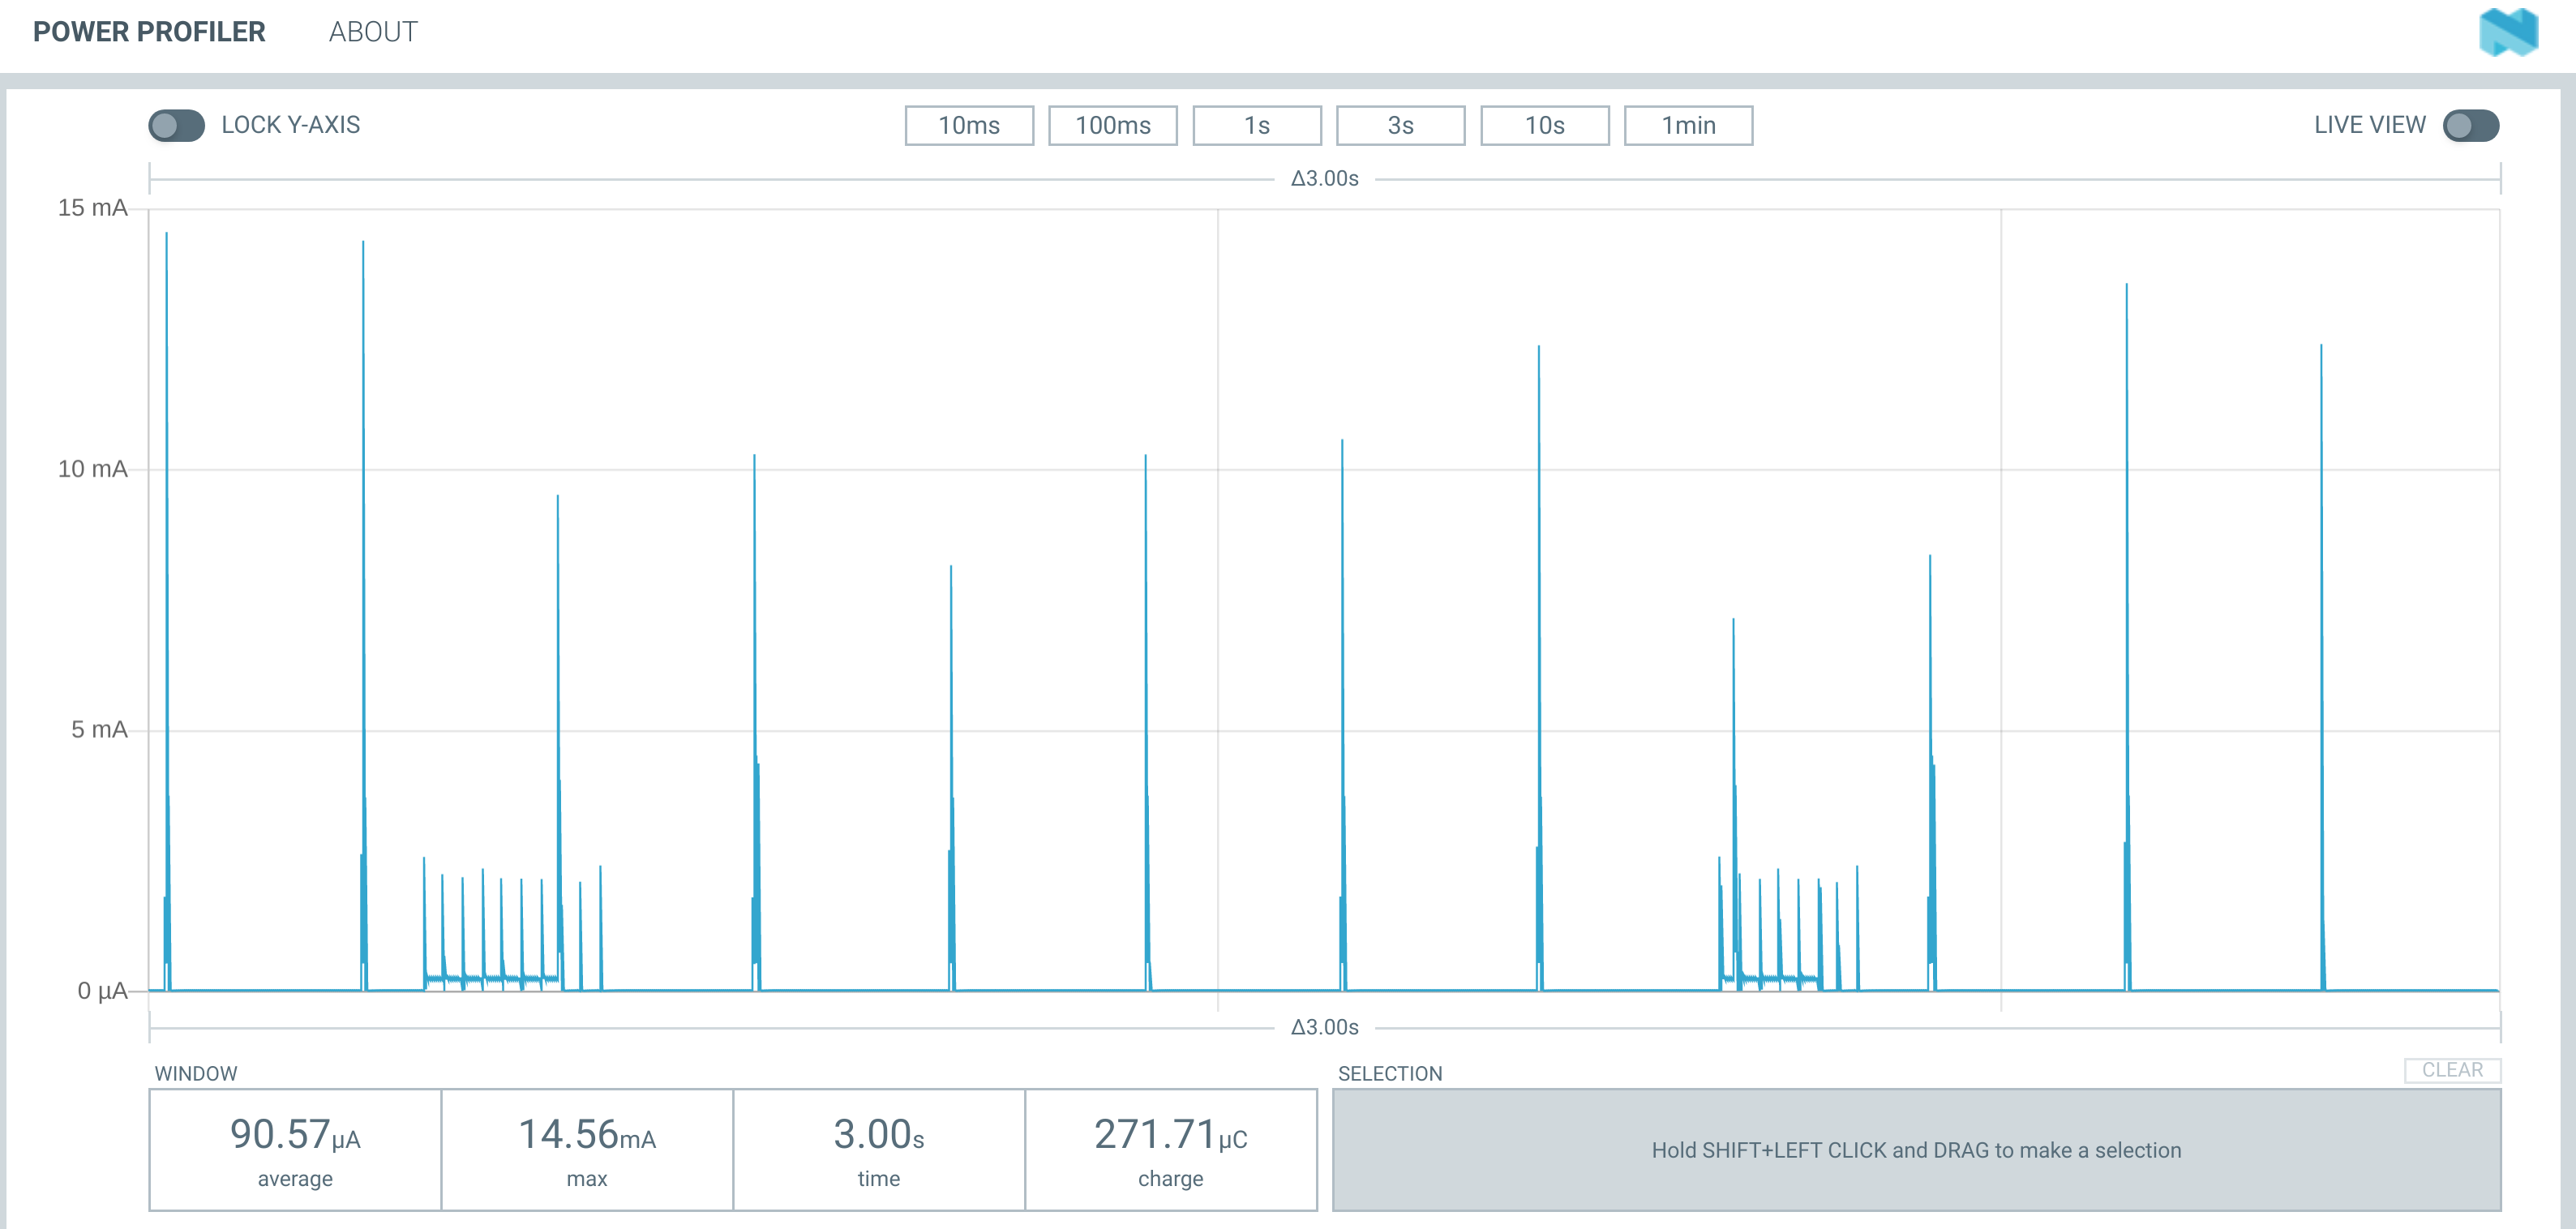 POWER PROFILER ABOUT
LOCK Y-AXIS 10ms 100ms 1s 3s 10s 1min LIVE VIEW
Δ3.00s
15 mA
10 mA
5 mA
0 µA
Δ3.00s
WINDOW SELECTION CLEAR
90.57µA 14.56mA 3.00s 271.71µC
average max time charge
Hold SHIFT+LEFT CLICK and DRAG to make a selection